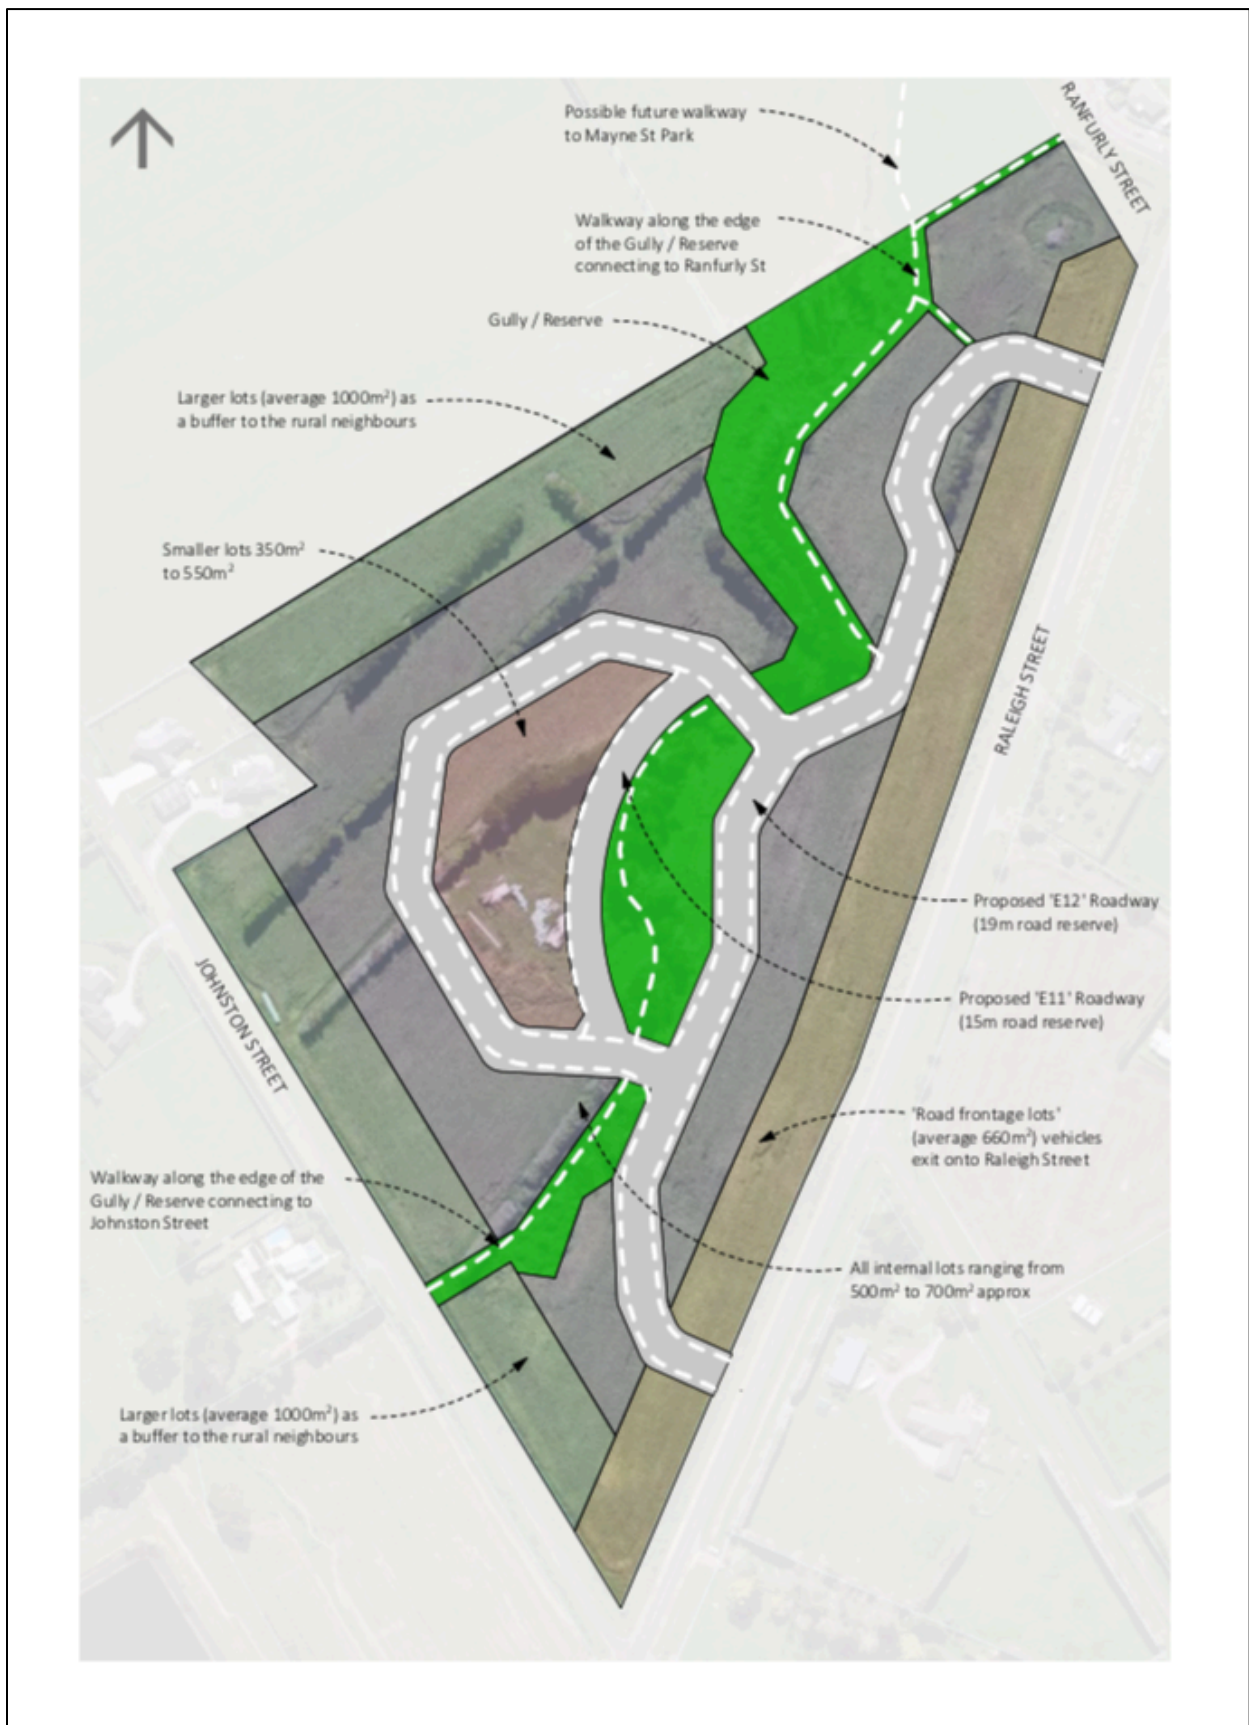 RANFURLY STREET
Possible future walkway
to Mayne St Park
Walkway along the edge
of the Gully / Reserve
connecting to Ranfurly St
Gully / Reserve
Larger lots (average 1000m²) as
a buffer to the rural neighbours
Smaller lots 350m²
to 550m²
RALEIGH STREET
Proposed 'E12' Roadway
(19m road reserve)
JOHNSTON STREET
Proposed 'E11' Roadway
(15m road reserve)
'Road frontage lots'
(average 660m²) vehicles
exit onto Raleigh Street
Walkway along the edge of the
Gully / Reserve connecting to
Johnston Street
All internal lots ranging from
500m² to 700m² approx
Larger lots (average 1000m²) as
a buffer to the rural neighbours